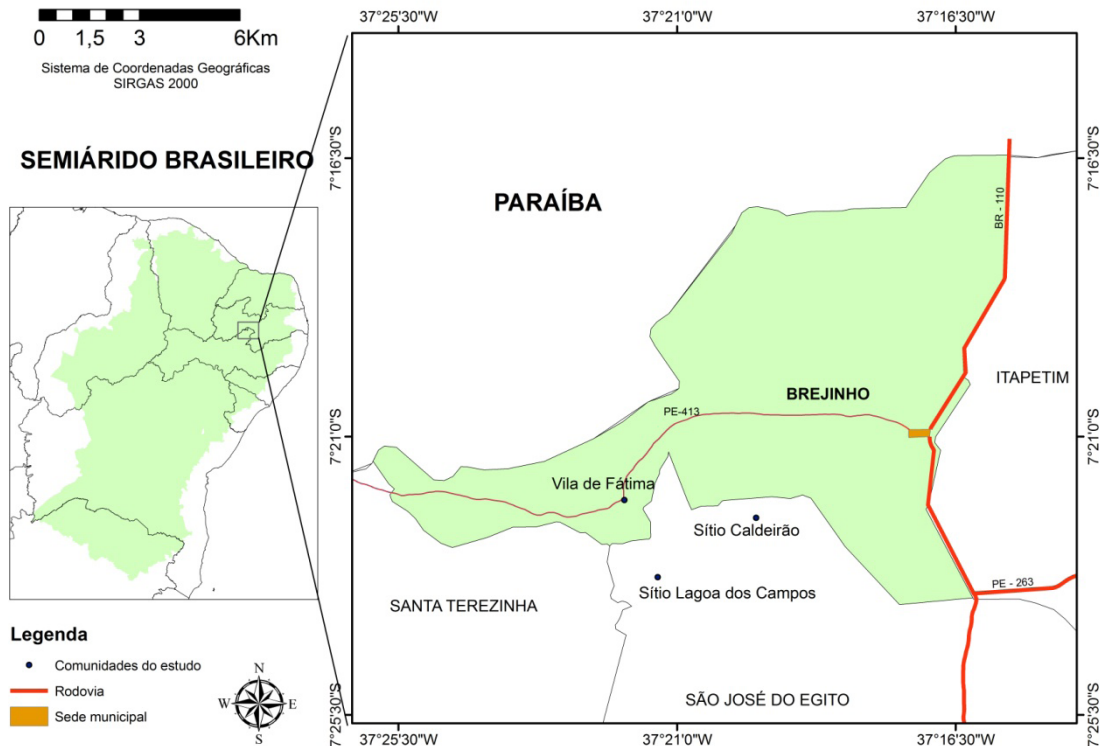 0 1,5 3 6Km
Sistema de Coordenadas Geográficas
SIRGAS 2000
SEMIÁRIDO BRASILEIRO
37°25'30"W 37°21'0"W 37°16'30"W
7°16'30"S 7°16'30"S
PARAÍBA
BR - 110
ITAPETIM
BREJINHO
PE-413
7°21'0"S 7°21'0"S
Vila de Fátima
Sítio Caldeirão
Sítio Lagoa dos Campos
PE - 263
SANTA TEREZINHA
SÃO JOSÉ DO EGITO
7°25'30"S 7°25'30"S
37°25'30"W 37°21'0"W 37°16'30"W
Legenda
Comunidades do estudo
Rodovia
Sede municipal
N
W E
S